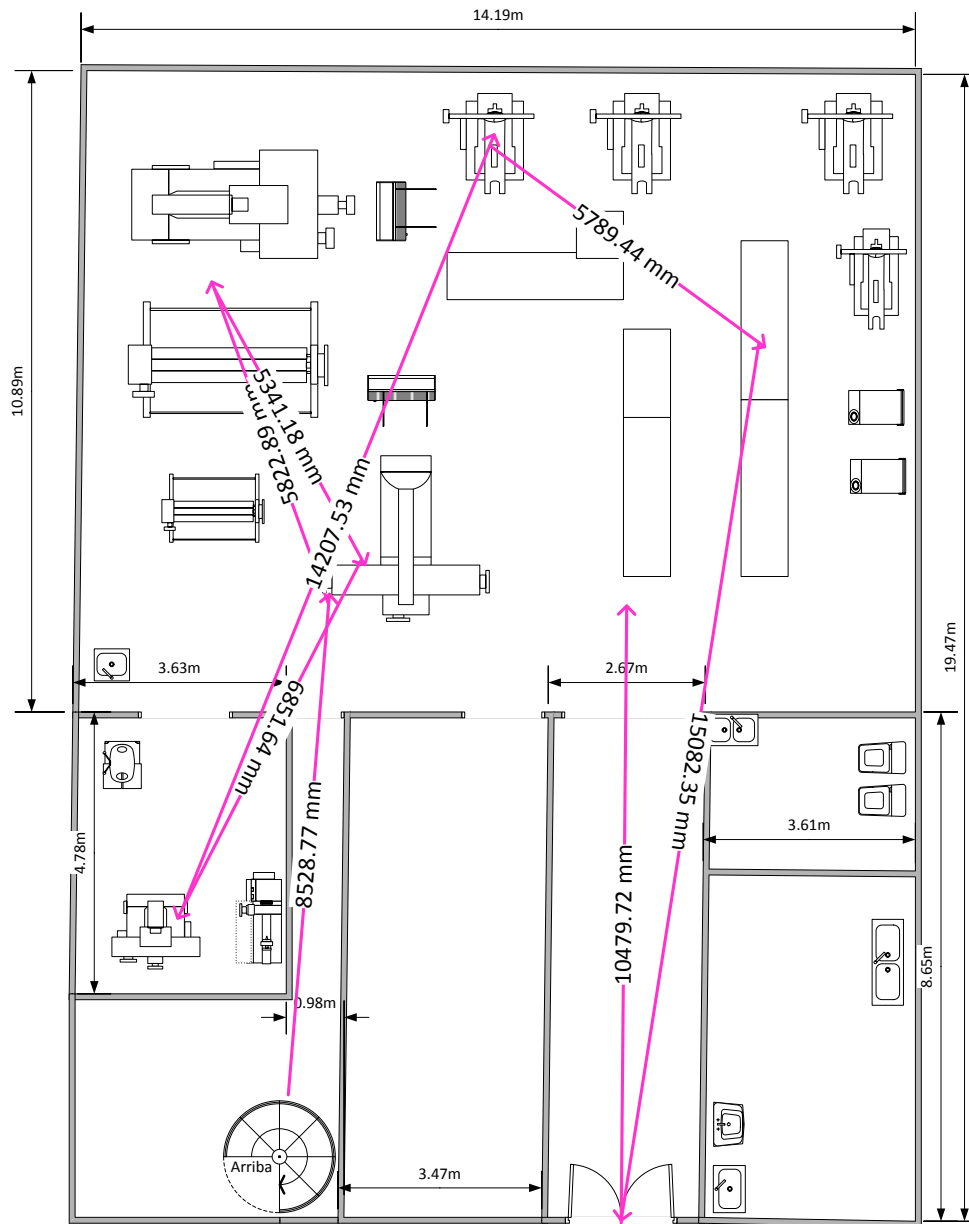 14.19m
5789.44 mm
10.89m
5341.18 mm
5822.89 mm
14207.53 mm
19.47m
3.63m
2.67m
6851.64 mm
15082.35 mm
4.78m
3.61m
8528.77 mm
10479.72 mm
8.65m
0.98m
Arriba
3.47m